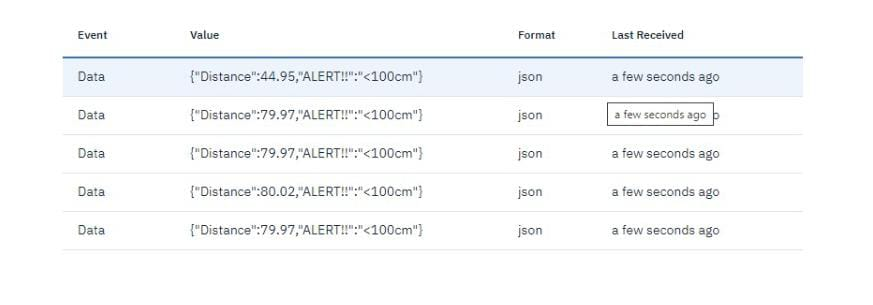 Event Value Format Last Received
Data {"Distance":44.95,"ALERT!!":"<100cm"} json a few seconds ago
Data {"Distance":79.97,"ALERT!!":"<100cm"} json a few seconds ago
Data {"Distance":79.97,"ALERT!!":"<100cm"} json a few seconds ago
Data {"Distance":80.02,"ALERT!!":"<100cm"} json a few seconds ago
Data {"Distance":79.97,"ALERT!!":"<100cm"} json a few seconds ago